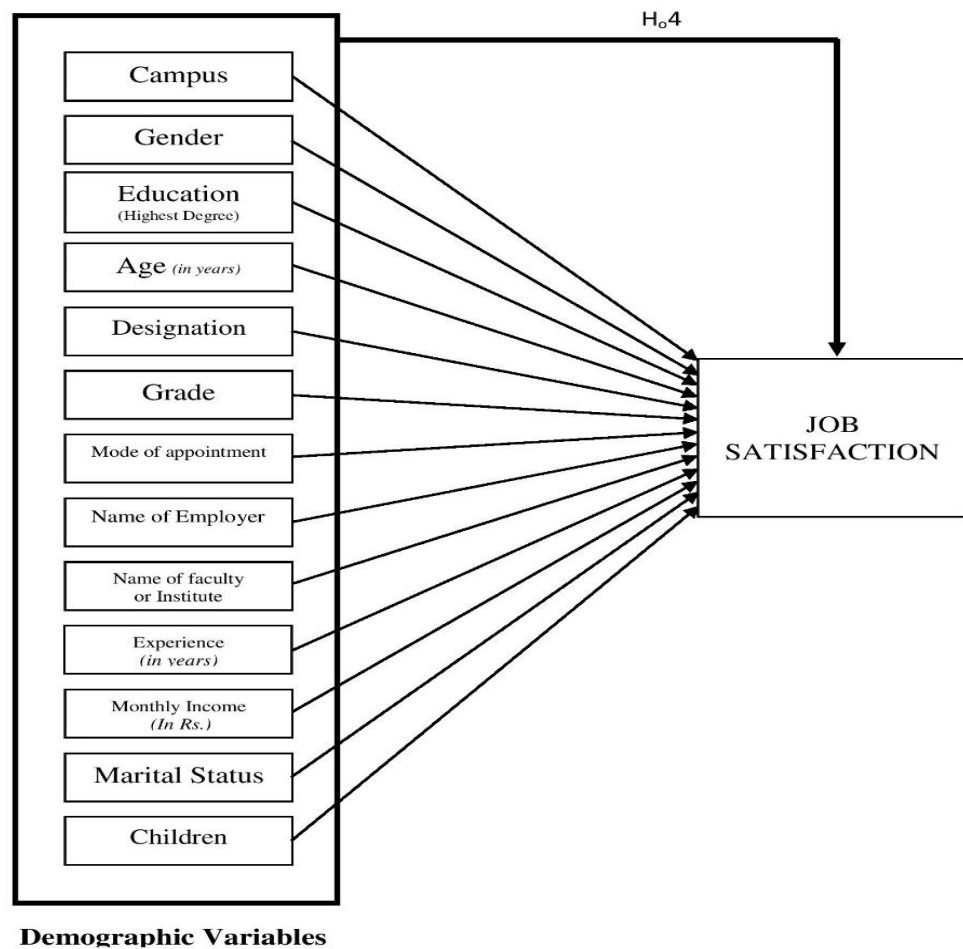 H₀4
Campus
Gender
Education
(Highest Degree)
Age (in years)
Designation
Grade
Mode of appointment
Name of Employer
Name of faculty
or Institute
Experience
(in years)
Monthly Income
(In Rs.)
Marital Status
Children
JOB
SATISFACTION
Demographic Variables